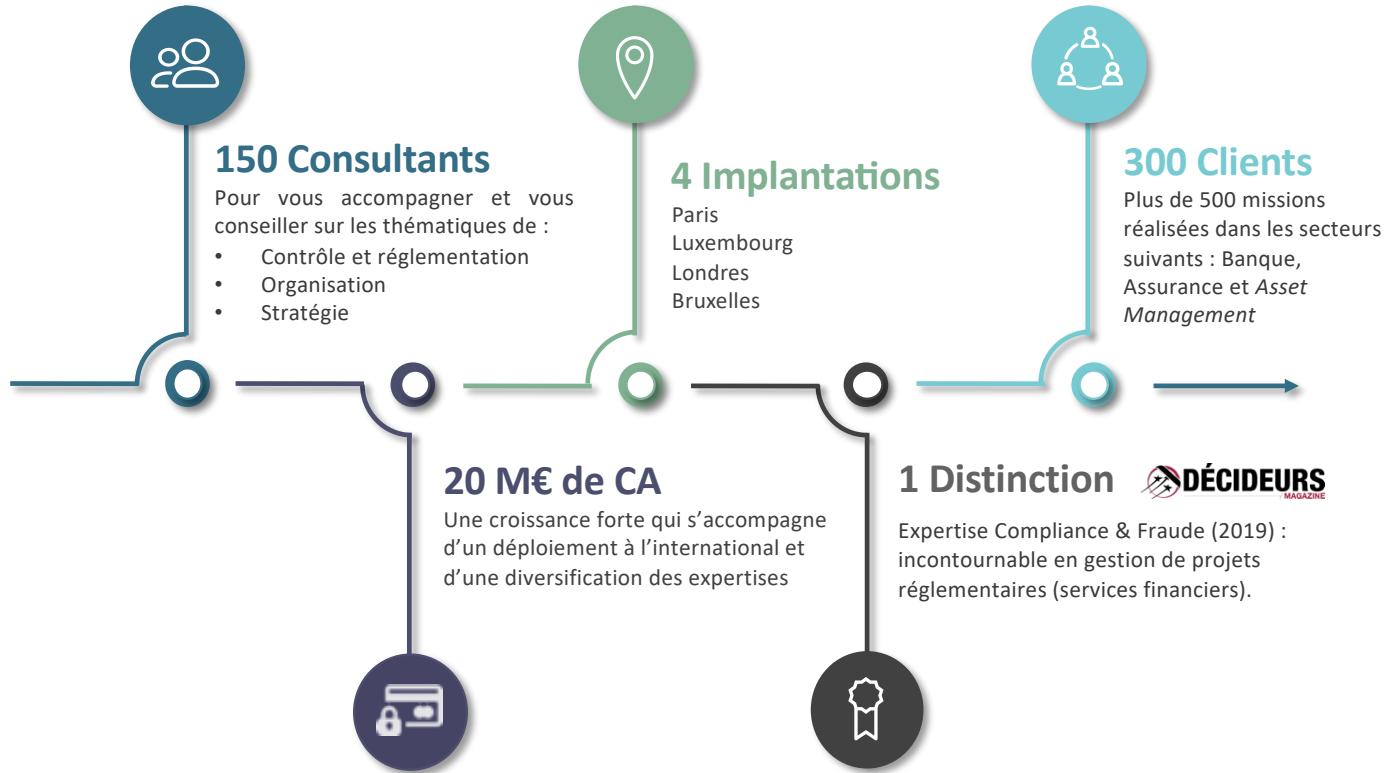 150 Consultants
Pour vous accompagner et vous
conseiller sur les thématiques de :
• Contrôle et réglementation
• Organisation
• Stratégie
20 M€ de CA
Une croissance forte qui s’accompagne
d’un déploiement à l’international et
d’une diversification des expertises
4 Implantations
Paris
Luxembourg
Londres
Bruxelles
1 Distinction
DÉCIDEURS
MAGAZINE
Expertise Compliance & Fraude (2019) :
incontournable en gestion de projets
réglementaires (services financiers).
300 Clients
Plus de 500 missions
réalisées dans les secteurs
suivants : Banque,
Assurance et Asset
Management